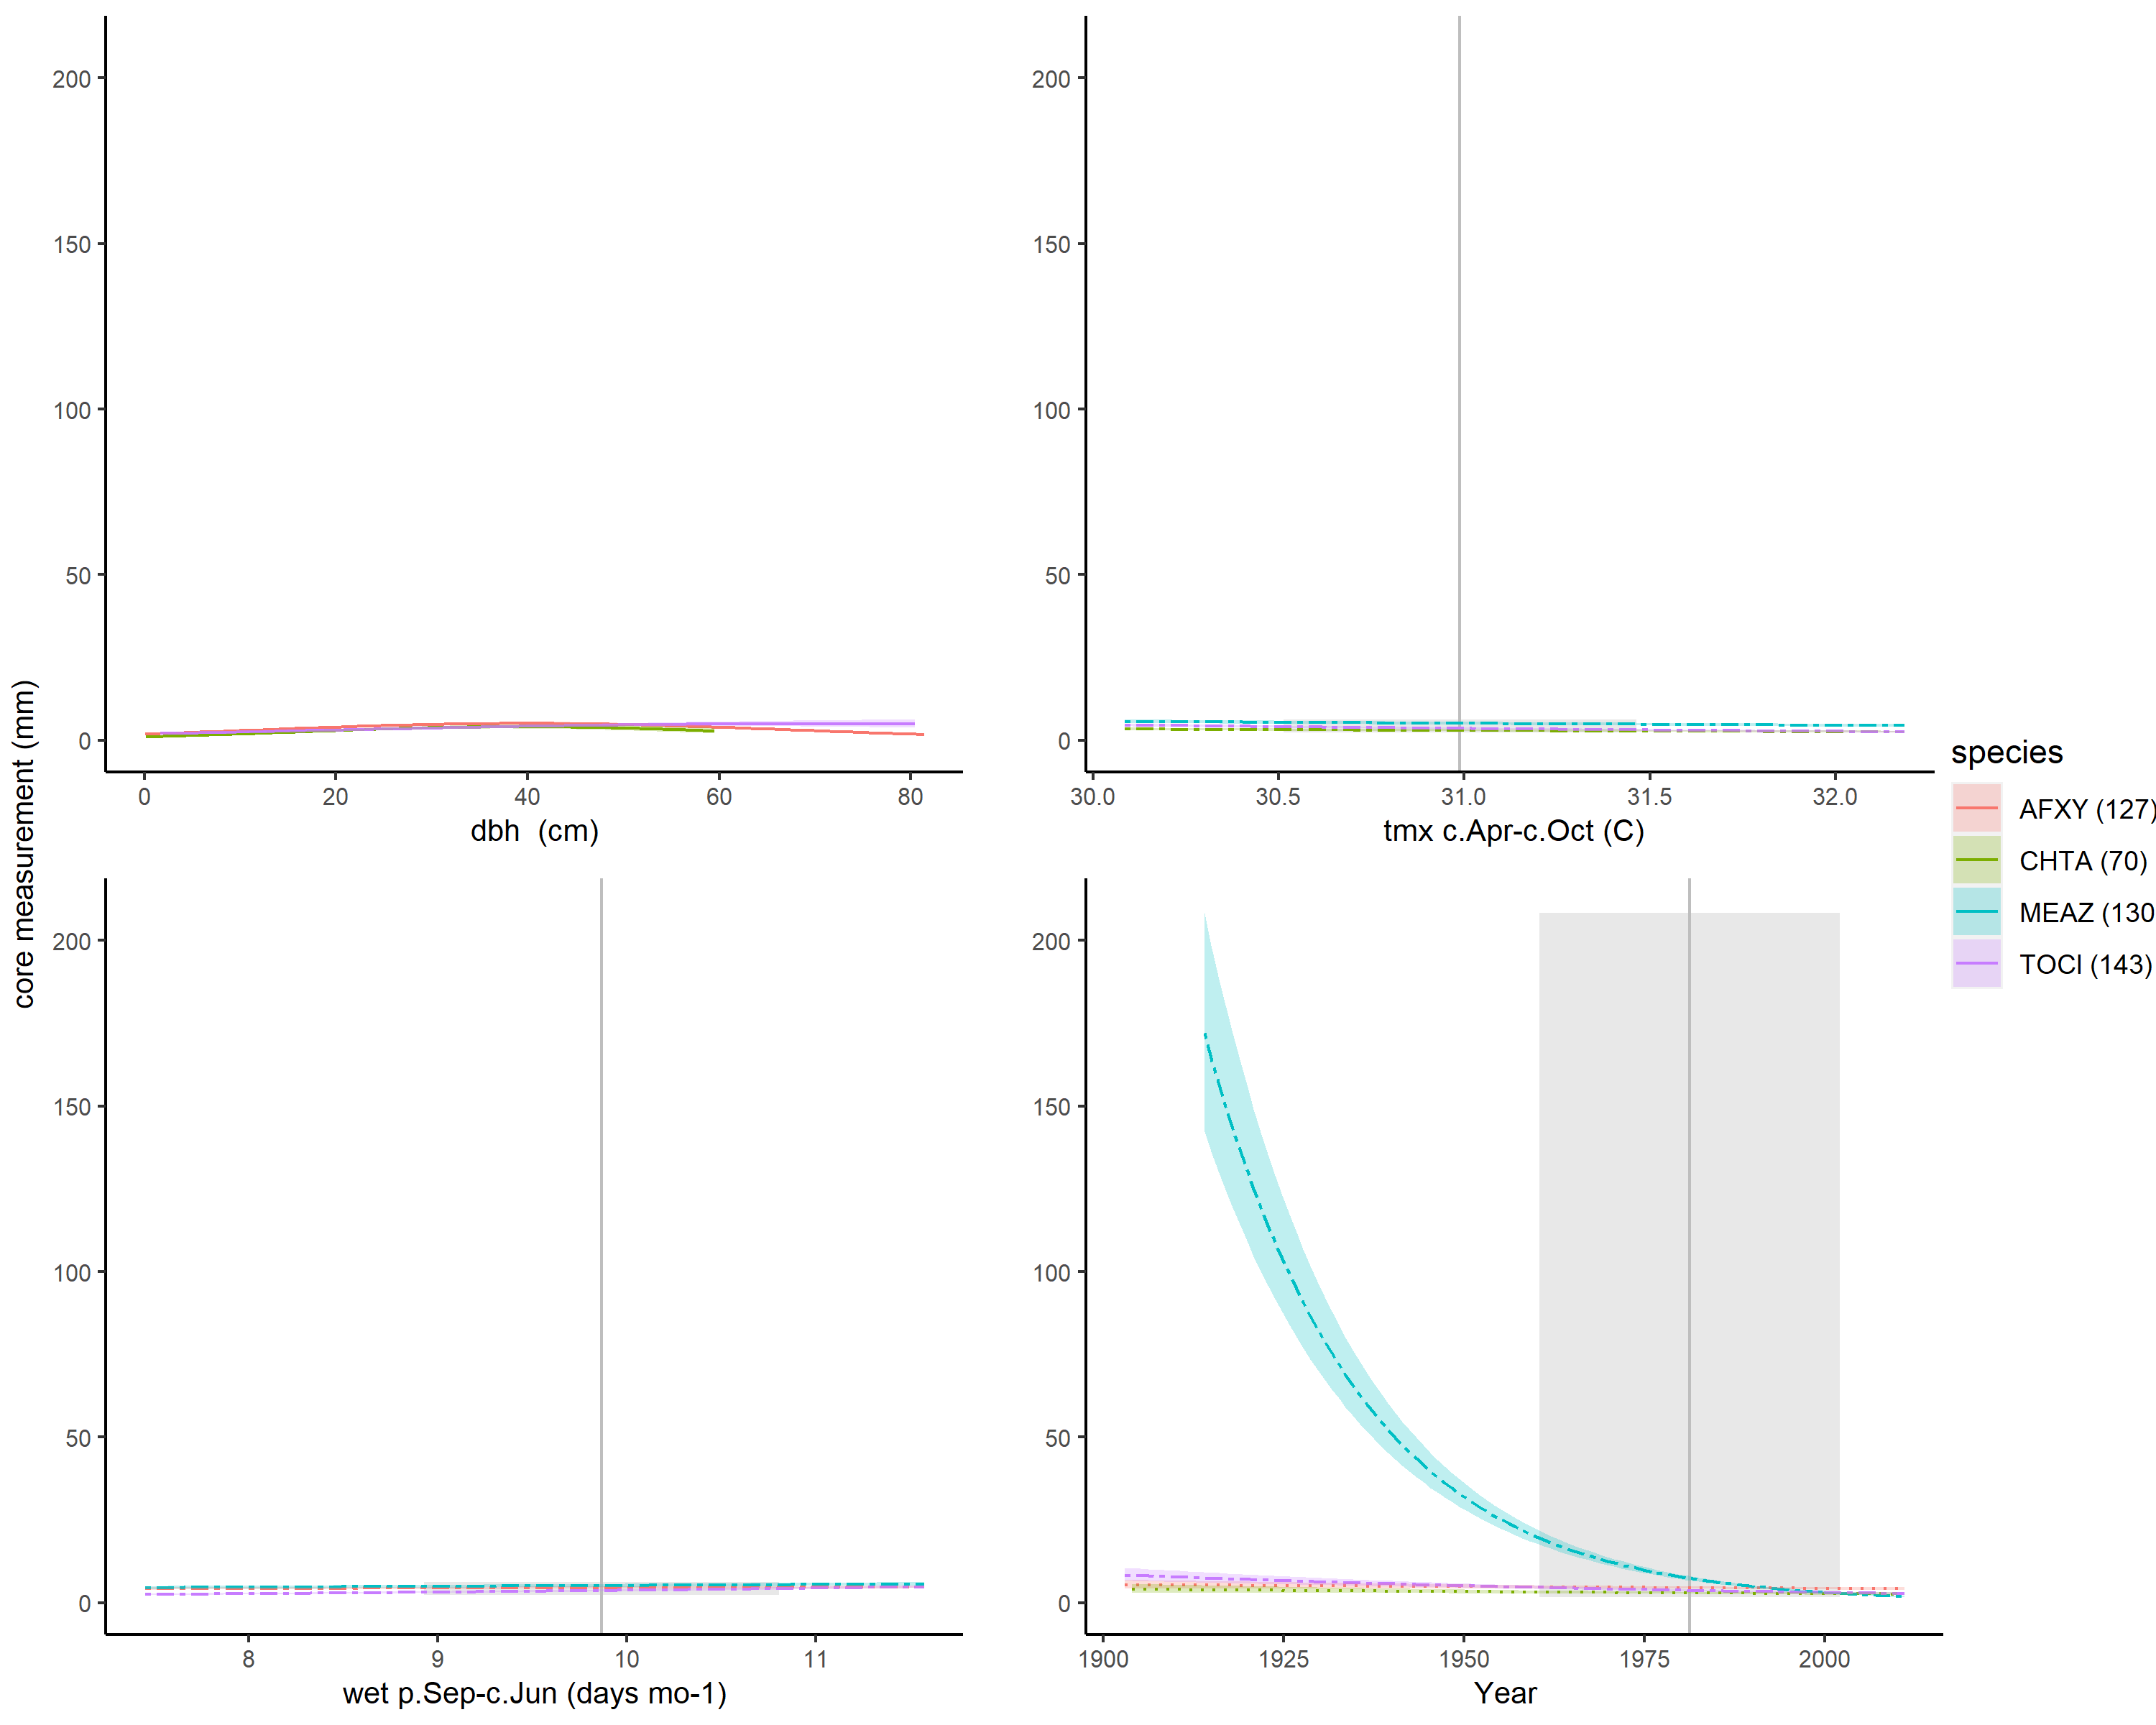 core measurement (mm)
200
150
100
50
0
0 20 40 60 80
dbh (cm)
200
150
100
50
0
30.0 30.5 31.0 31.5 32.0
tmx c.Apr-c.Oct (C)
200
150
100
50
0
8 9 10 11
wet p.Sep-c.Jun (days mo-1)
200
150
100
50
0
1900 1925 1950 1975 2000
Year
species
AFXY (127)
CHTA (70)
MEAZ (130
TOCI (143)